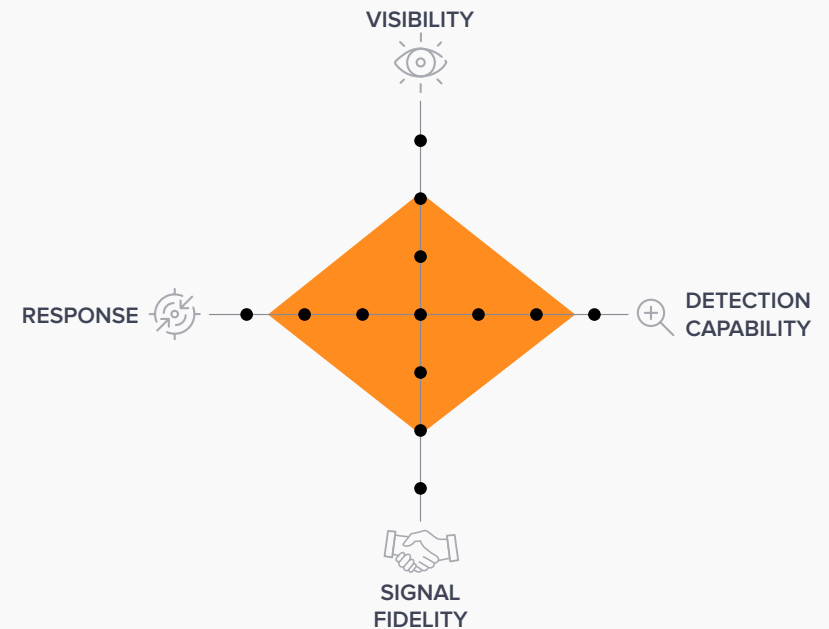 VISIBILITY
RESPONSE
DETECTION
CAPABILITY
SIGNAL
FIDELITY